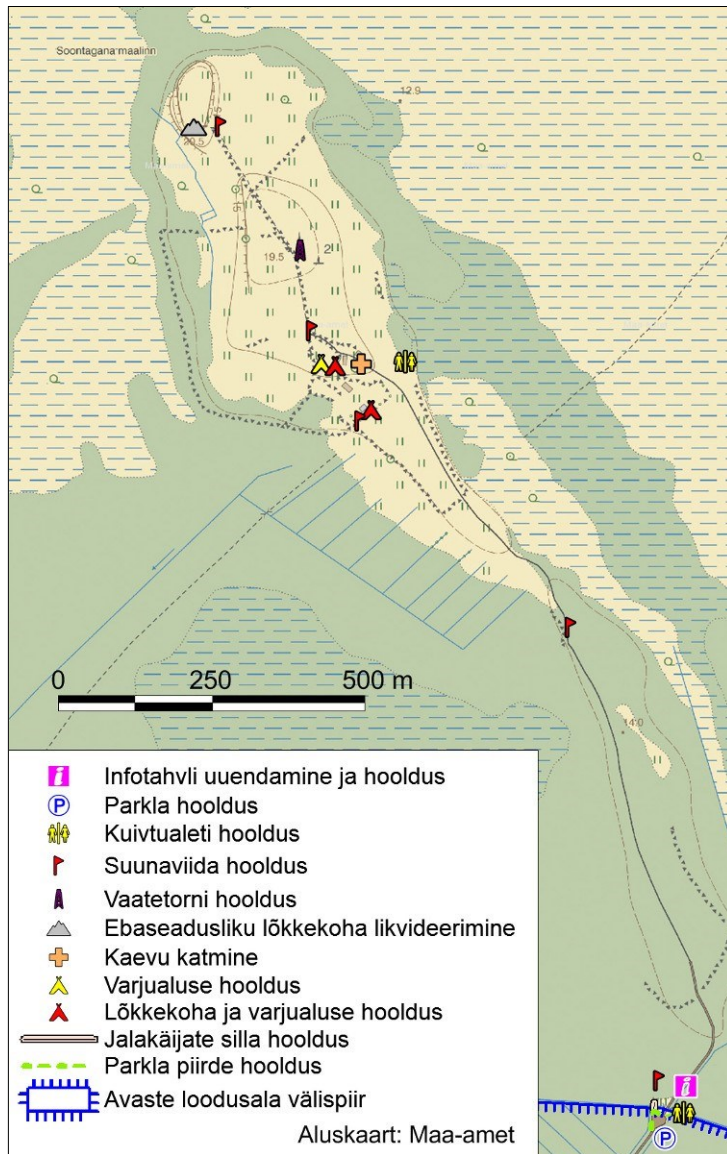 Soontagana maalinn
12.9
20.5
19.5
2
14.0
0 250 500 m
Infotahvli uuendamine ja hooldus
Parkla hooldus
Kuivtualeti hooldus
Suunaviida hooldus
Vaatetorni hooldus
Ebaseadusliku lõkkekoha likvideerimine
Kaevu katmine
Varjualuse hooldus
Lõkkekoha ja varjualuse hooldus
Jalakäijate silla hooldus
Parkla piirde hooldus
Avaste loodusala välispiir
Aluskaart: Maa-amet